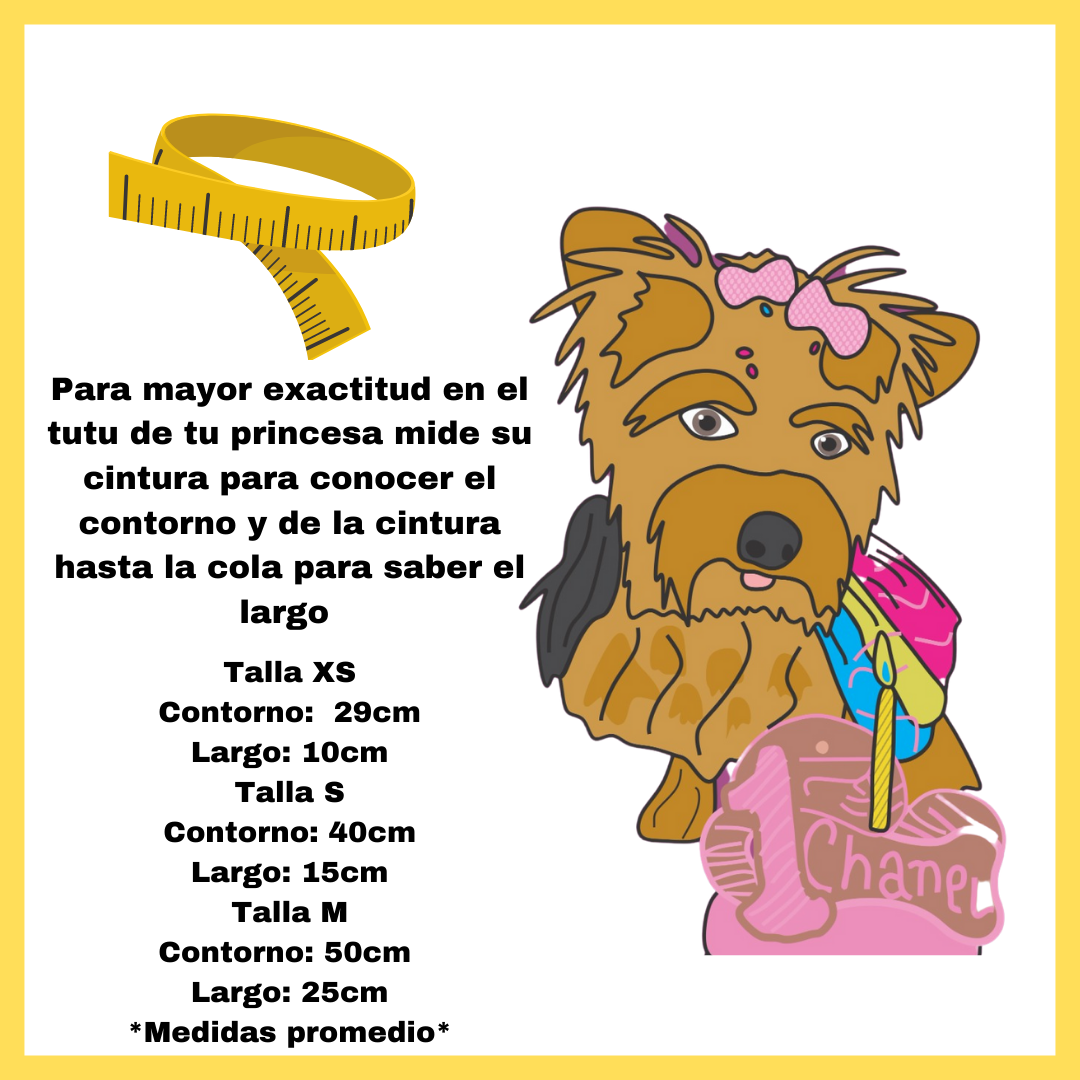 Para mayor exactitud en el
tutu de tu princesa mide su
cintura para conocer el
contorno y de la cintura
hasta la cola para saber el
largo
Talla XS
Contorno:  29cm
Largo: 10cm
Talla S
Contorno: 40cm
Largo: 15cm
Talla M
Contorno: 50cm
Largo: 25cm
*Medidas promedio*
1
Chanel